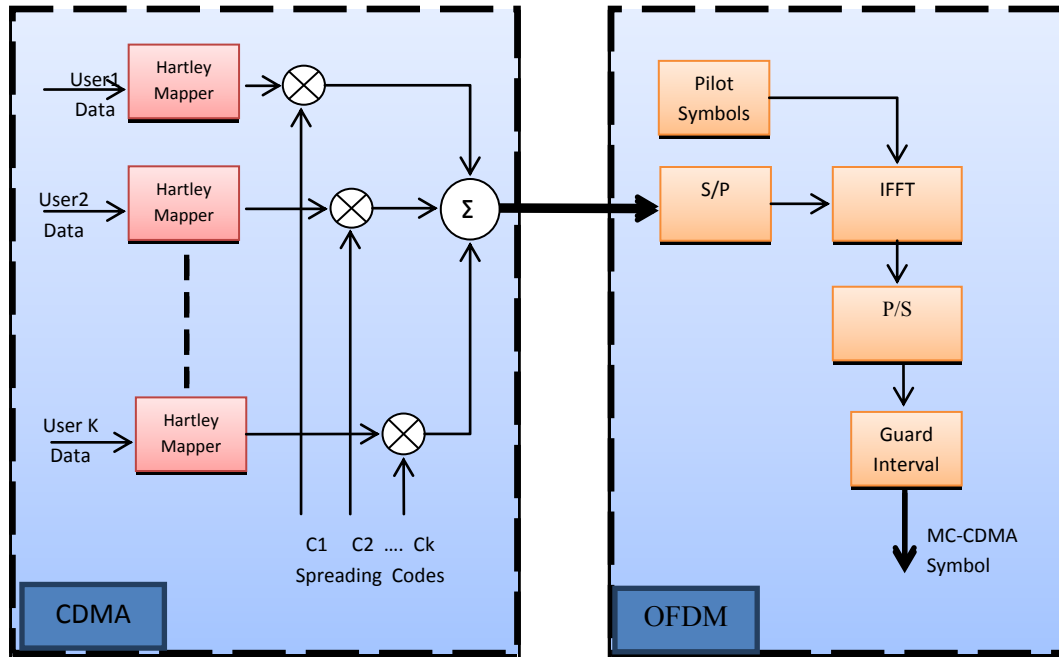 User1
Data
Hartley
Mapper
User2
Data
Hartley
Mapper
User K
Data
Hartley
Mapper
Σ
C1 C2 .... Ck
Spreading Codes
CDMA
Pilot
Symbols
S/P
IFFT
P/S
Guard
Interval
MC-CDMA
Symbol
OFDM